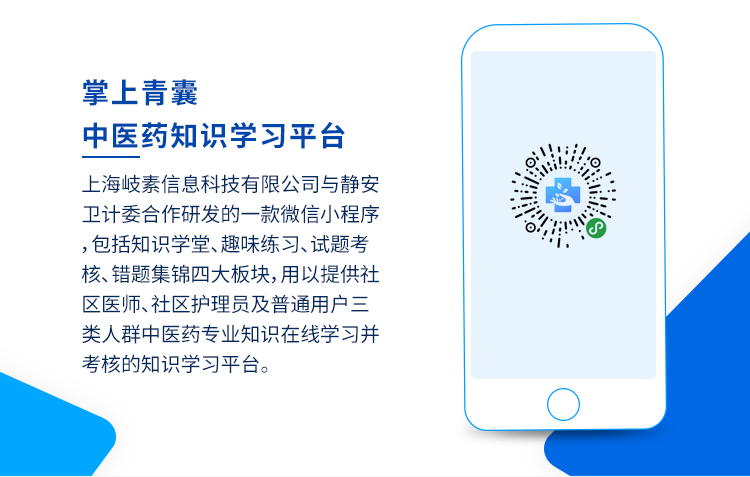 掌上青囊
中医药知识学习平台
上海岐素信息科技有限公司与静安
卫计委合作研发的一款微信小程序
，包括知识学堂、趣味练习、试题考
核、错题集锦四大板块，用以提供社
区医师、社区护理员及普通用户三
类人群中医药专业知识在线学习并
考核的知识学习平台。